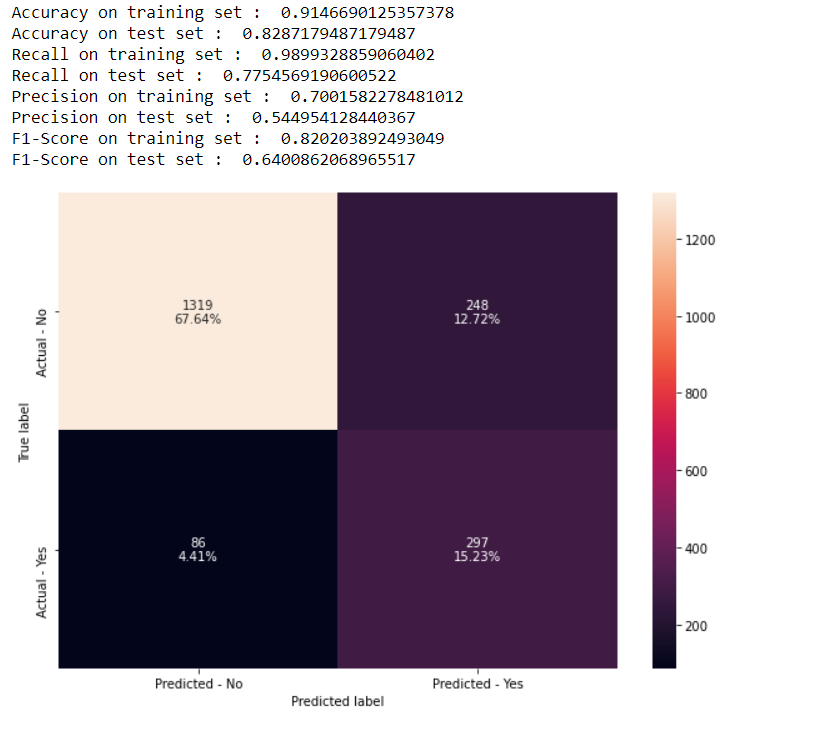 Accuracy on training set :  0.9146690125357378
Accuracy on test set :  0.8287179487179487
Recall on training set :  0.9899328859060402
Recall on test set :  0.7754569190600522
Precision on training set :  0.7001582278481012
Precision on test set :  0.544954128440367
F1-Score on training set :  0.820203892493049
F1-Score on test set :  0.6400862068965517
1319
67.64%
248
12.72%
86
4.41%
297
15.23%
Actual - No
Actual - Yes
True label
Predicted - No
Predicted - Yes
Predicted label
1200
1000
800
600
400
200